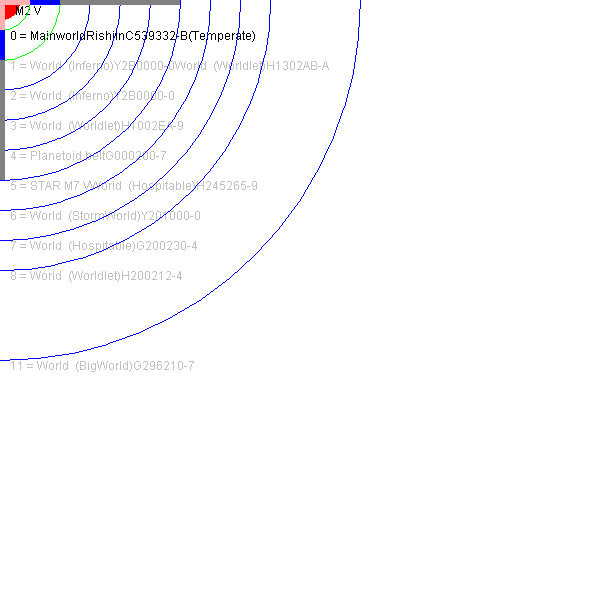 M2 V
0 = MainworldRishjinC539332-B(Temperate)
1 = World  (Inferno)Y2B0000-0World  (Worldlet)H1302AB-A
2 = World  (Inferno)Y2B0000-0
3 = World  (Worldlet)H1002EA-9
4 = Planetoid beltG000200-7
5 = STAR M7 VWorld  (Hospitable)H245265-9
6 = World  (StormWorld)Y201000-0
7 = World  (Hospitable)G200230-4
8 = World  (Worldlet)H200212-4
11 = World  (BigWorld)G296210-7